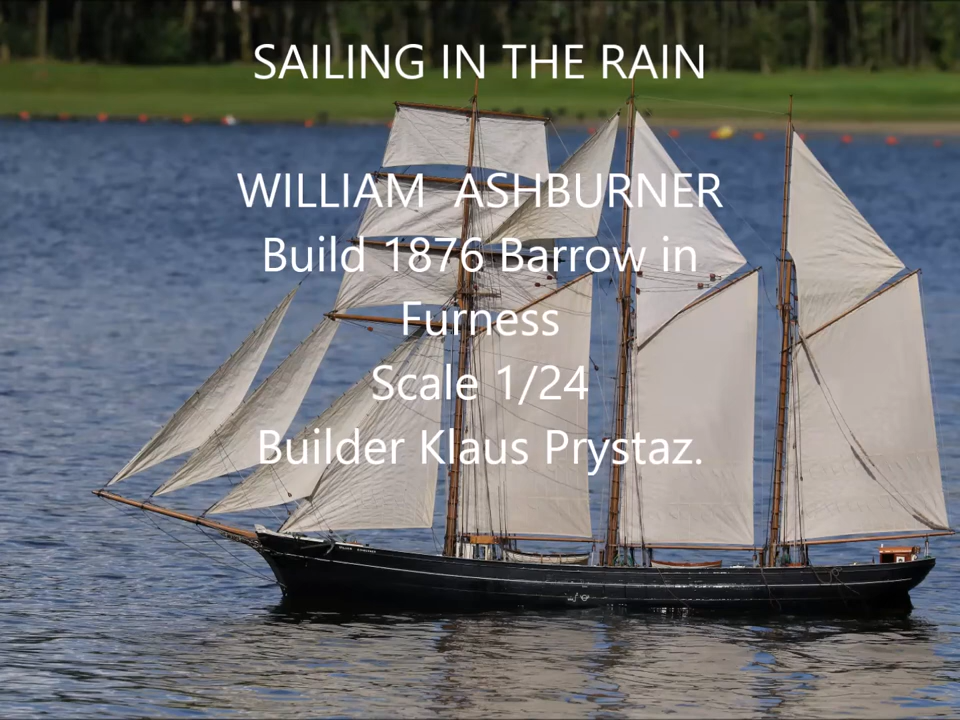 SAILING IN THE RAIN
WILLIAM ASHBURNER
Build 1876 Barrow in
Furness
Scale 1/24
Builder Klaus Prystaz.